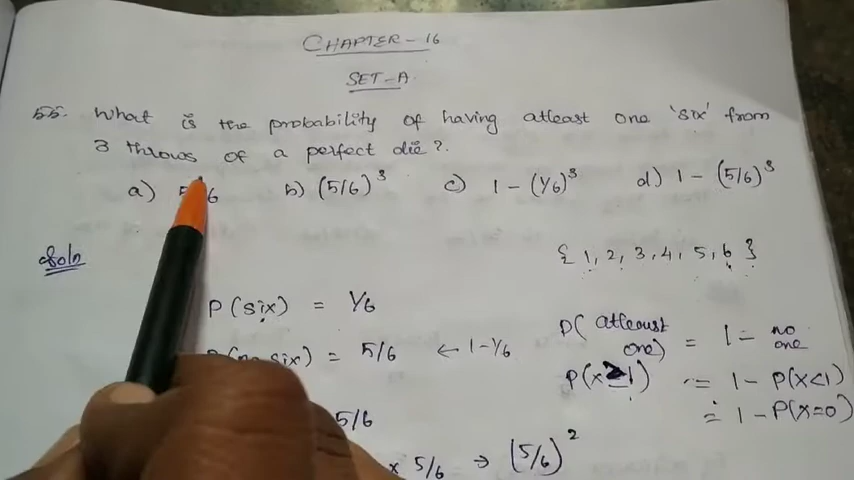 CHAPTER-16
SET-A
55. What is the probability of having atleast one 'six' from
3 throws of a perfect die?
a) 5/6 b) (5/6)³ c) 1-(1/6)³ d) 1-(5/6)³
Soln {1,2,3,4,5,6}
P(six) = 1/6
six) = 5/6 ← 1-1/6
P(atleast one) = 1- no one
P(x≥1) = 1-P(x<1)
5/6 = 1-P(x=0)
× 5/6 → (5/6)²